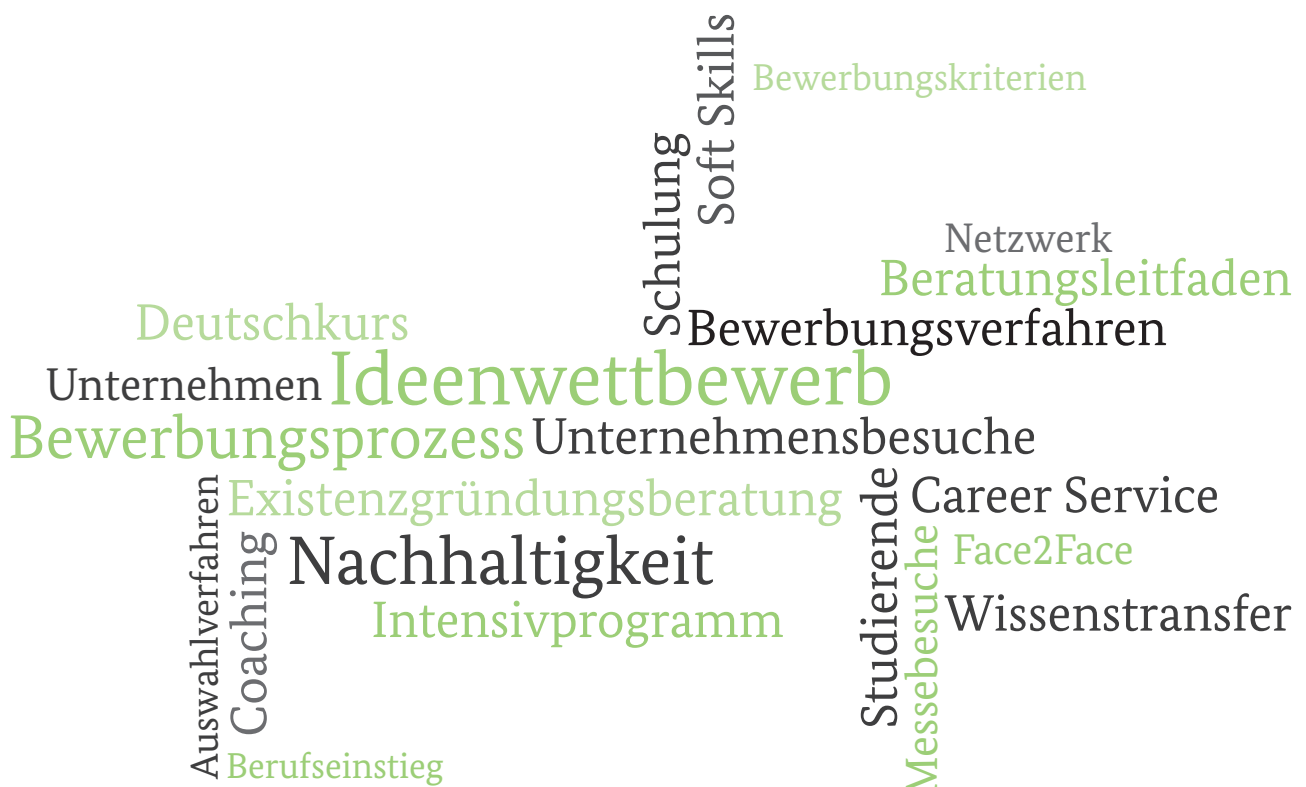 Soft Skills
Bewerbungskriterien
Schulung
Netzwerk
Beratungsleitfaden
Deutschkurs
Bewerbungsverfahren
Unternehmen
Ideenwettbewerb
Bewerbungsprozess
Unternehmensbesuche
Auswahlverfahren
Existenzgründungsberatung
Studierende
Career Service
Coaching
Nachhaltigkeit
Messebesuche
Face2Face
Intensivprogramm
Wissenstransfer
Berufseinstieg